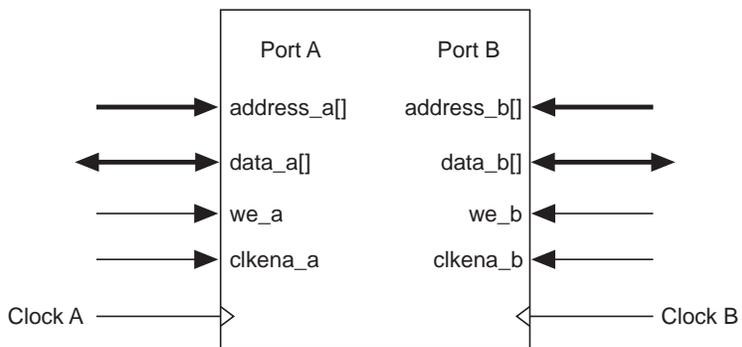 Port A Port B
address_a[] address_b[]
data_a[] data_b[]
we_a we_b
clkena_a clkena_b
Clock A Clock B